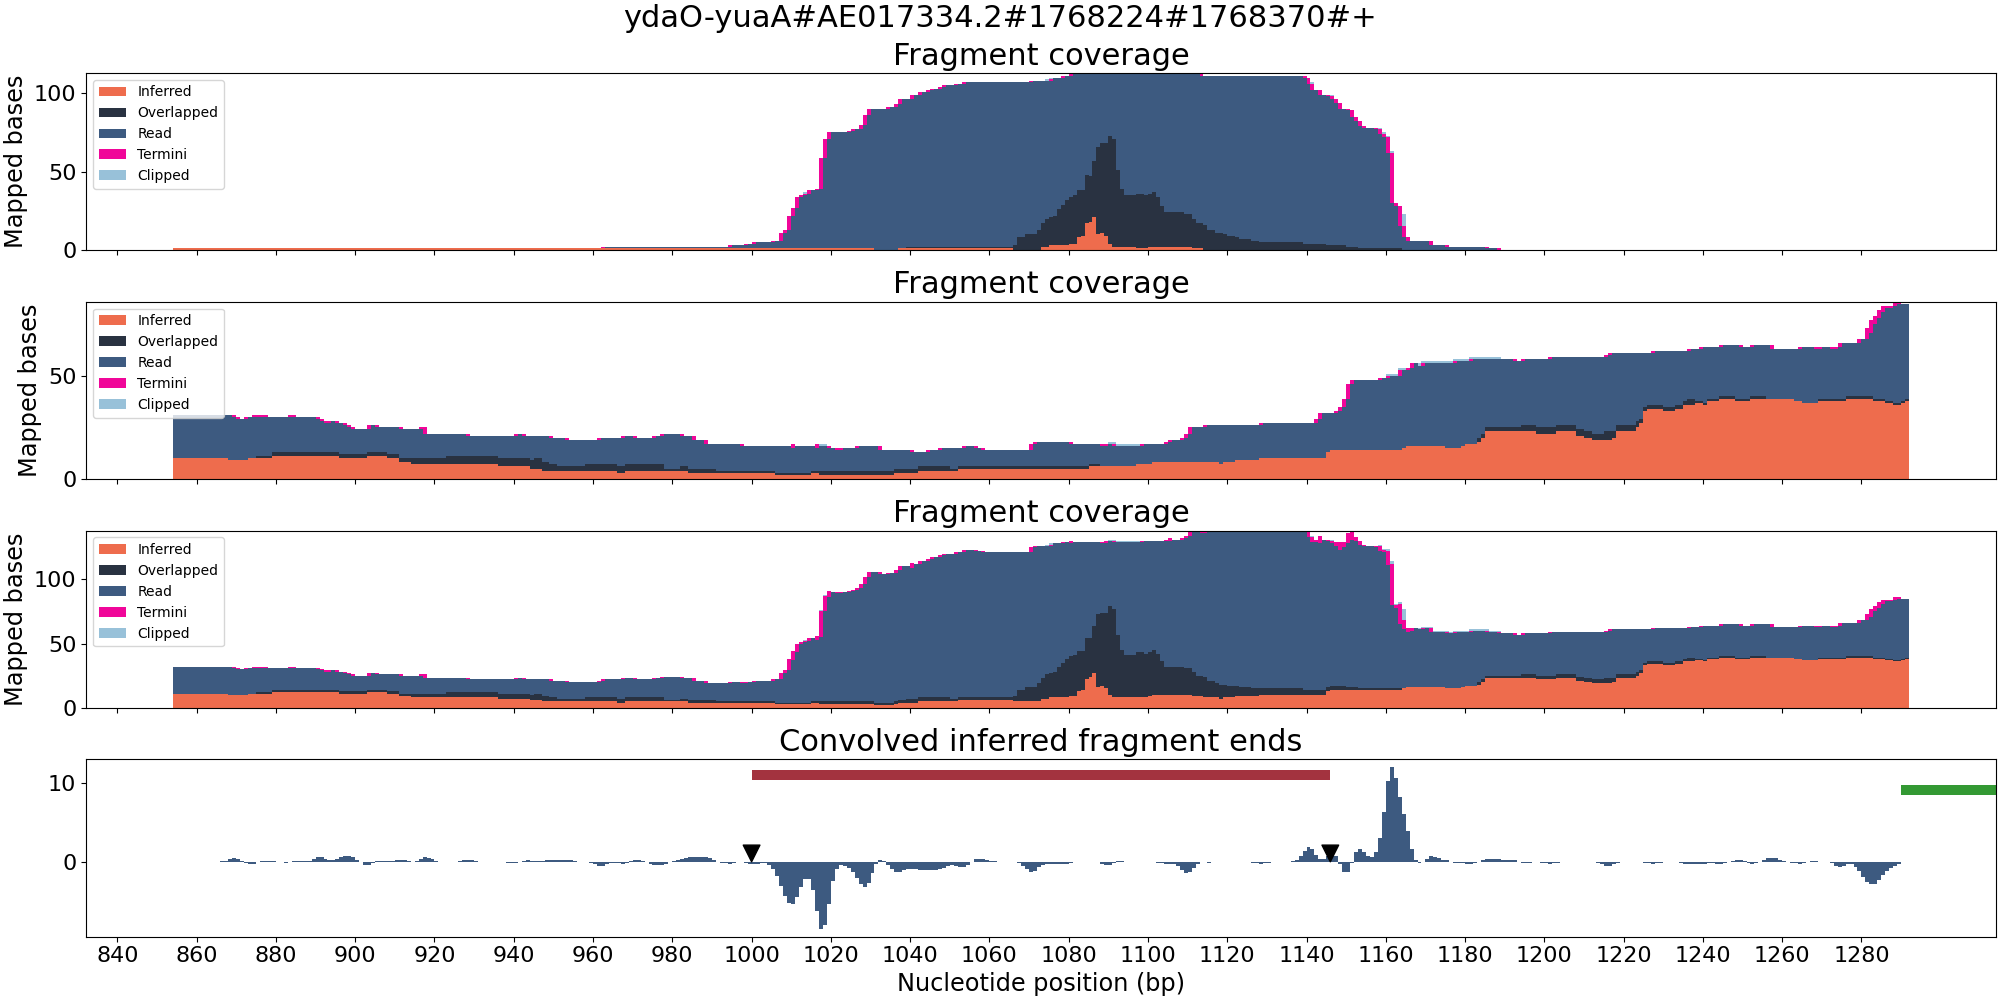 ydaO-yuaA#AE017334.2#1768224#1768370#+
Fragment coverage
Mapped bases
100
50
0
Inferred
Overlapped
Read
Termini
Clipped
Fragment coverage
Mapped bases
50
0
Inferred
Overlapped
Read
Termini
Clipped
Fragment coverage
Mapped bases
100
50
0
Inferred
Overlapped
Read
Termini
Clipped
Convolved inferred fragment ends
10
0
840 860 880 900 920 940 960 980 1000 1020 1040 1060 1080 1100 1120 1140 1160 1180 1200 1220 1240 1260 1280
Nucleotide position (bp)